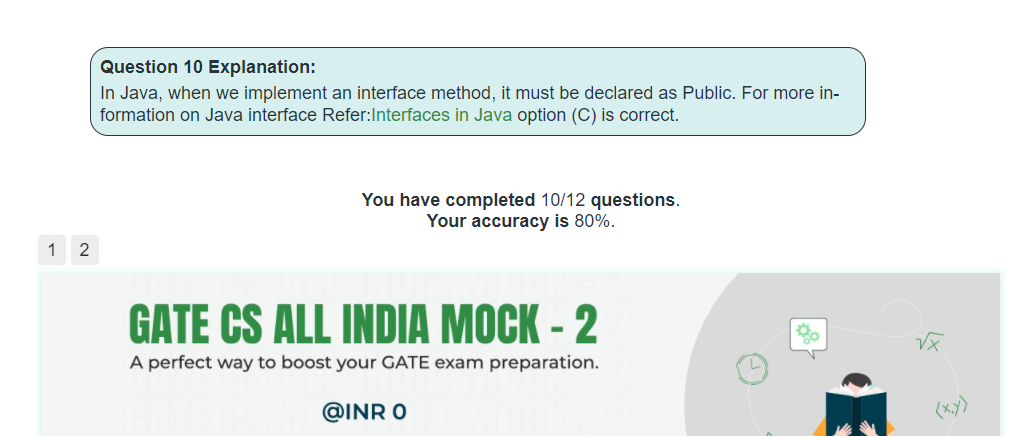 Question 10 Explanation:
In Java, when we implement an interface method, it must be declared as Public. For more in-
formation on Java interface Refer:Interfaces in Java option (C) is correct.
You have completed 10/12 questions.
Your accuracy is 80%.
1 2
GATE CS ALL INDIA MOCK - 2
A perfect way to boost your GATE exam preparation.
@INR 0
√x
(x,y)